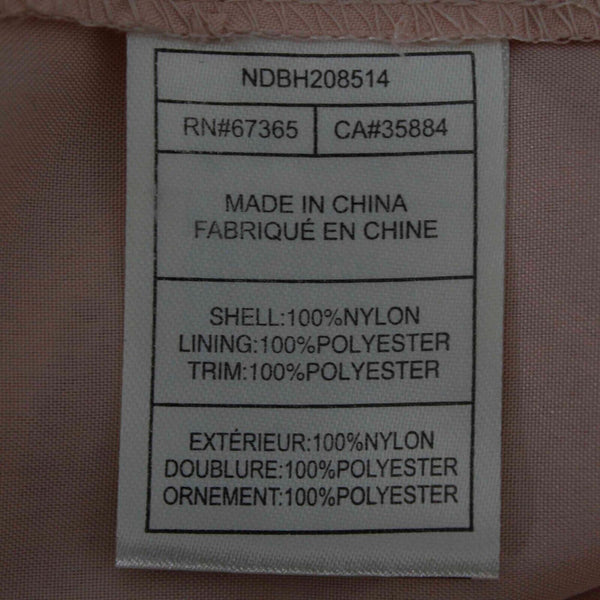 NDBH208514
RN#67365 CA#35884
MADE IN CHINA
FABRIQUÉ EN CHINE
SHELL:100%NYLON
LINING:100%POLYESTER
TRIM:100%POLYESTER
EXTÉRIEUR:100%NYLON
DOUBLURE:100%POLYESTER
ORNEMENT:100%POLYESTER